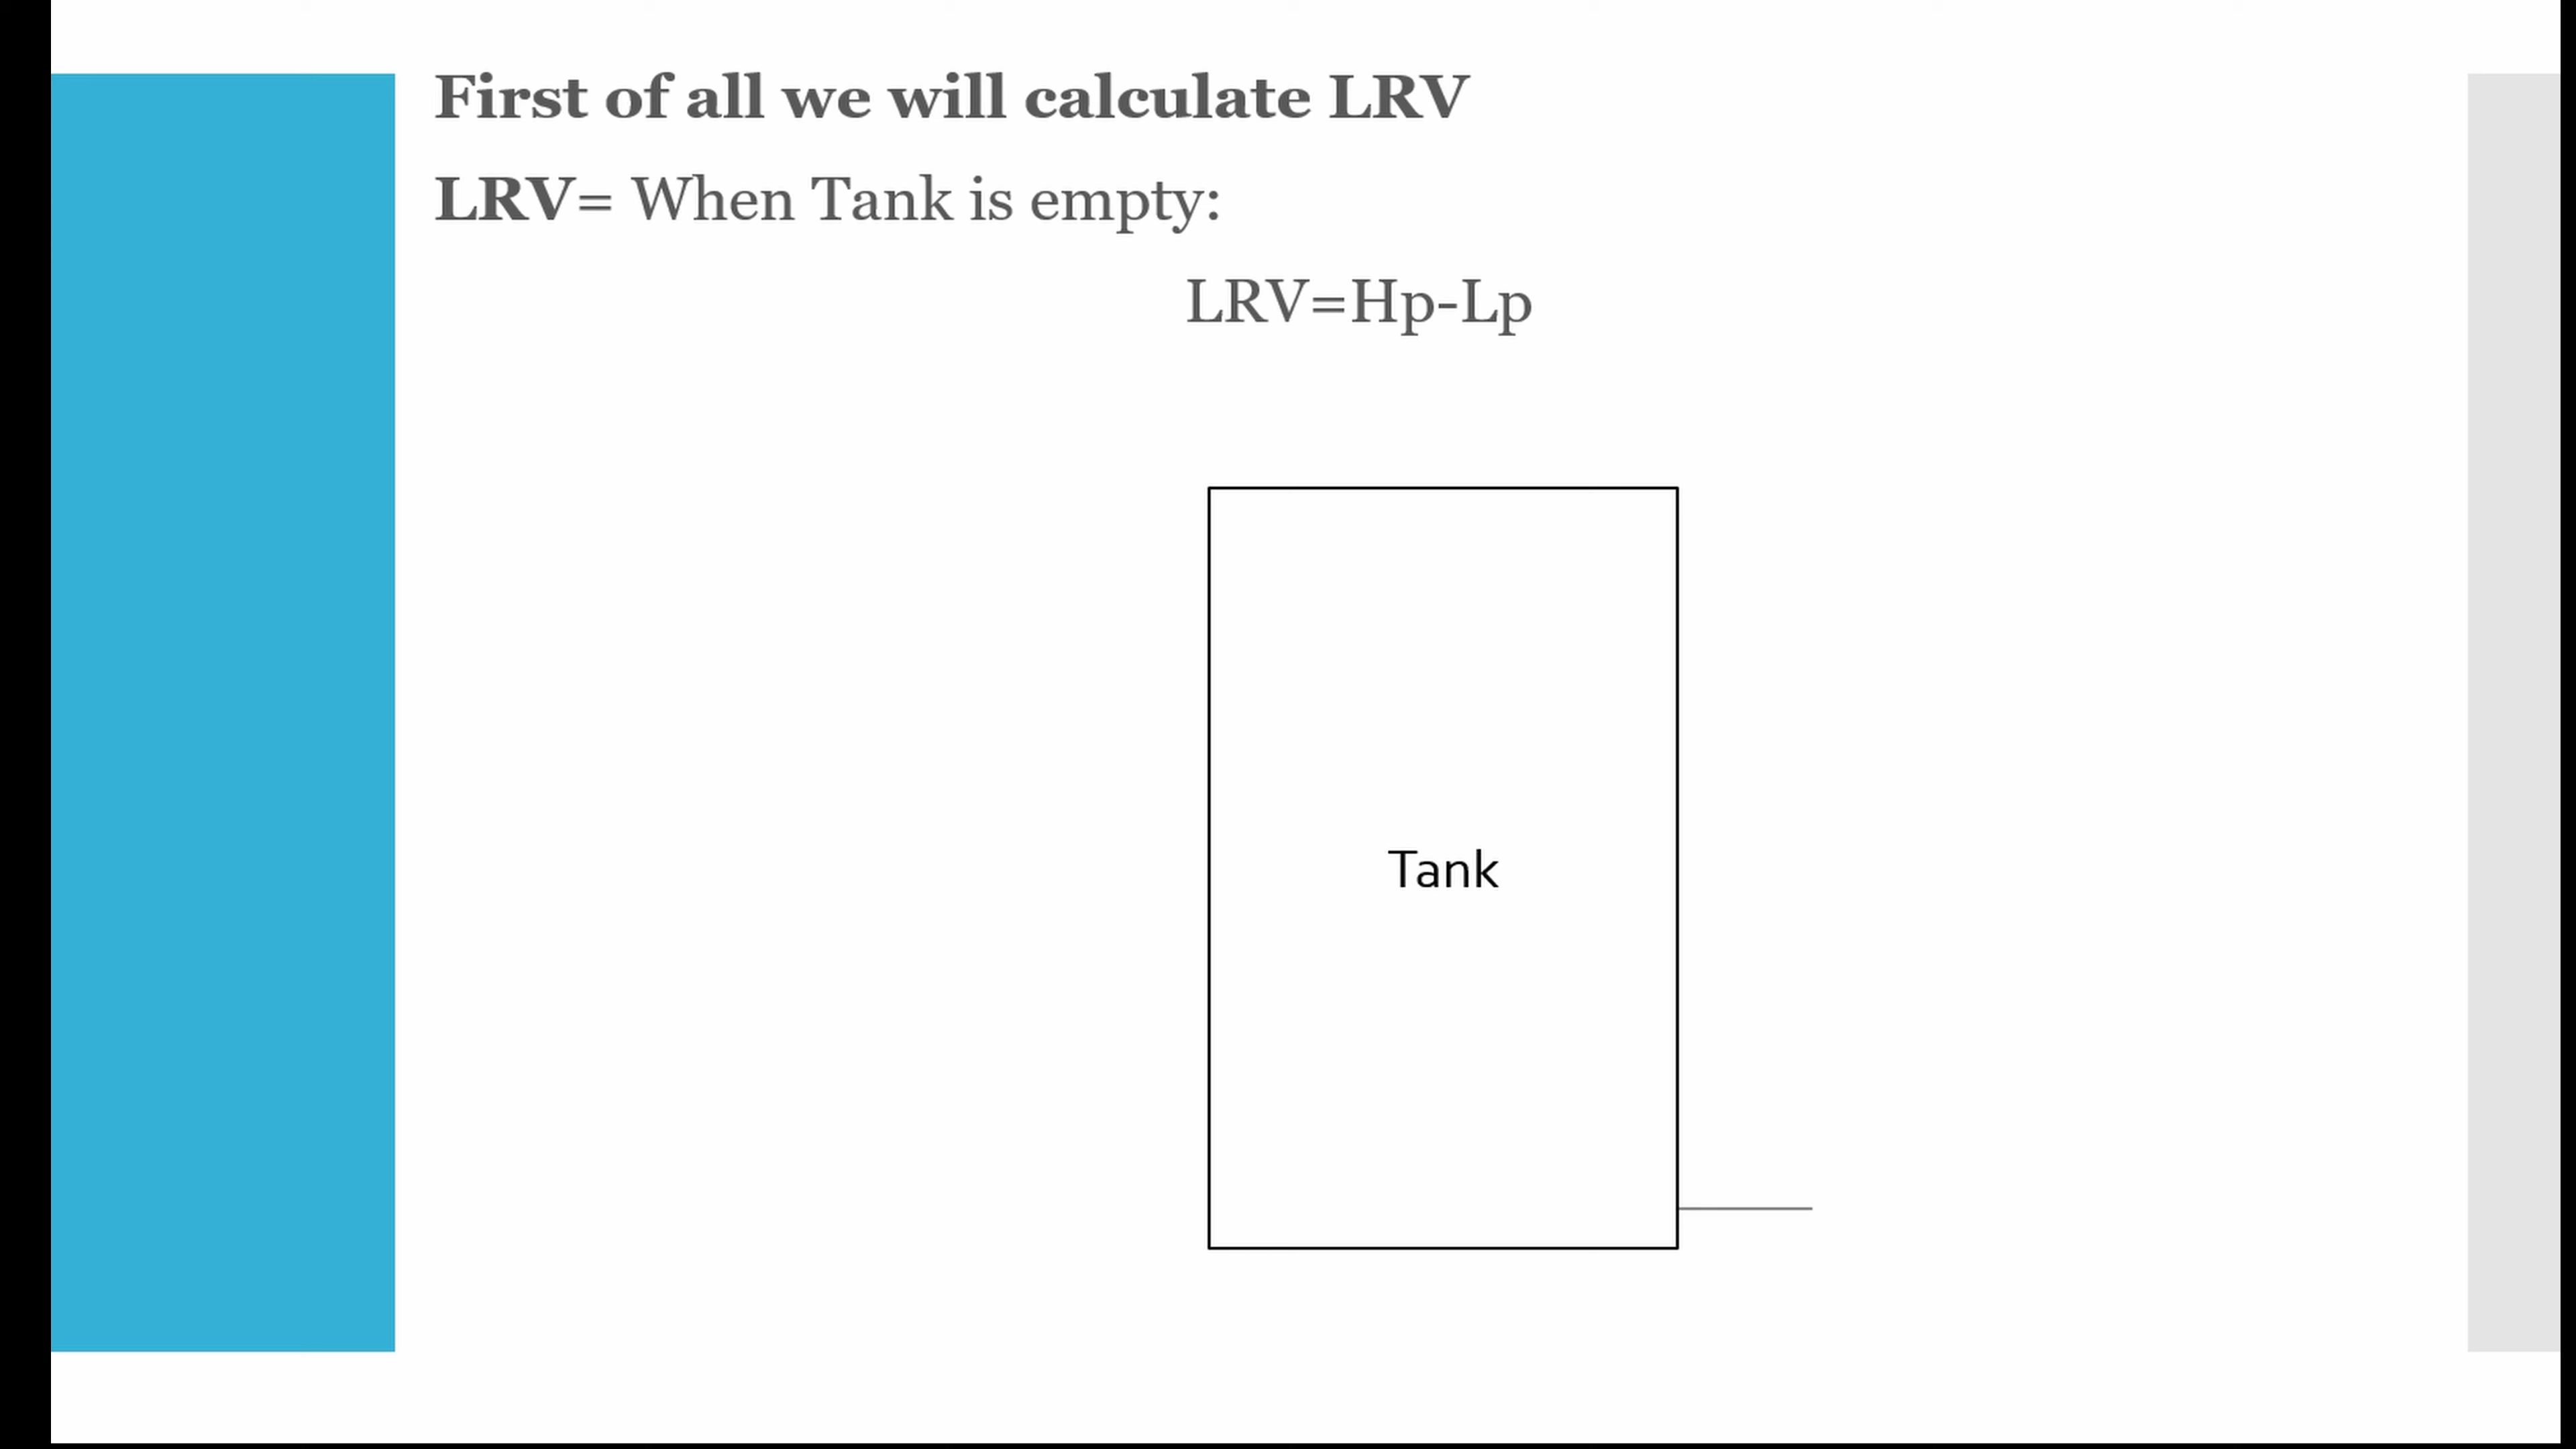 First of all we will calculate LRV
LRV= When Tank is empty:
LRV=Hp-Lp
Tank